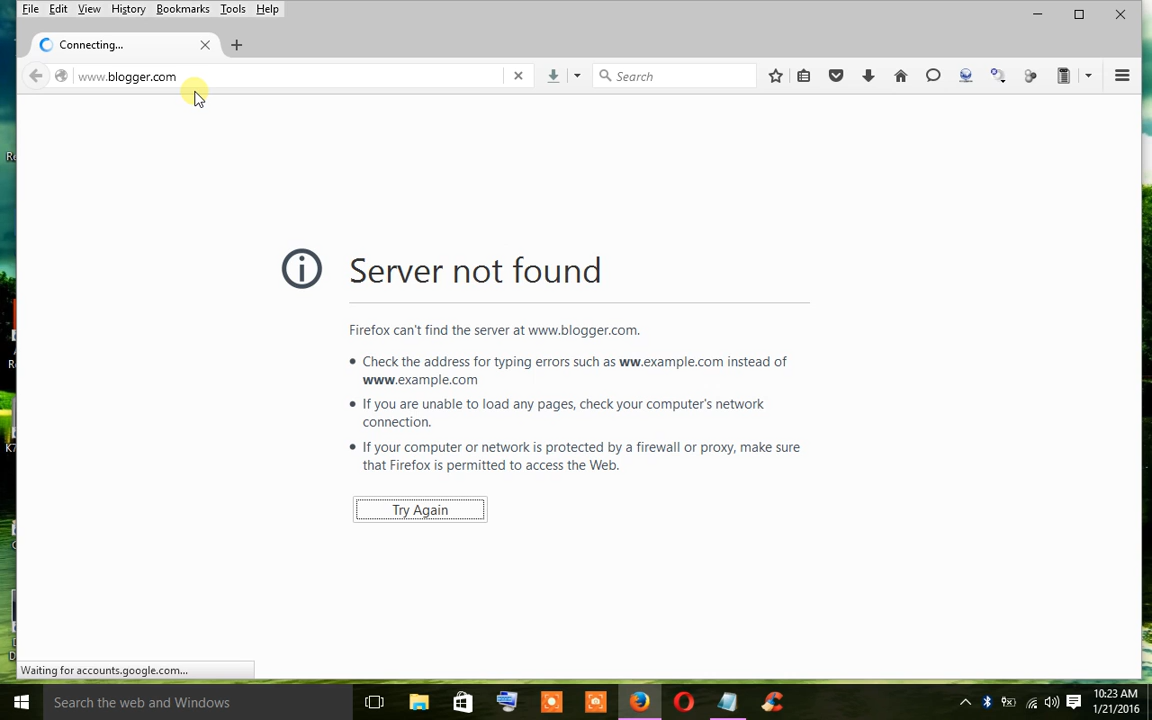 File Edit View History Bookmarks Tools Help
Connecting...
www.blogger.com
Search
Server not found
Firefox can't find the server at www.blogger.com.
Check the address for typing errors such as ww.example.com instead of
www.example.com
If you are unable to load any pages, check your computer's network
connection.
If your computer or network is protected by a firewall or proxy, make sure
that Firefox is permitted to access the Web.
Try Again
Waiting for accounts.google.com...
Search the web and Windows
10:23 AM
1/21/2016